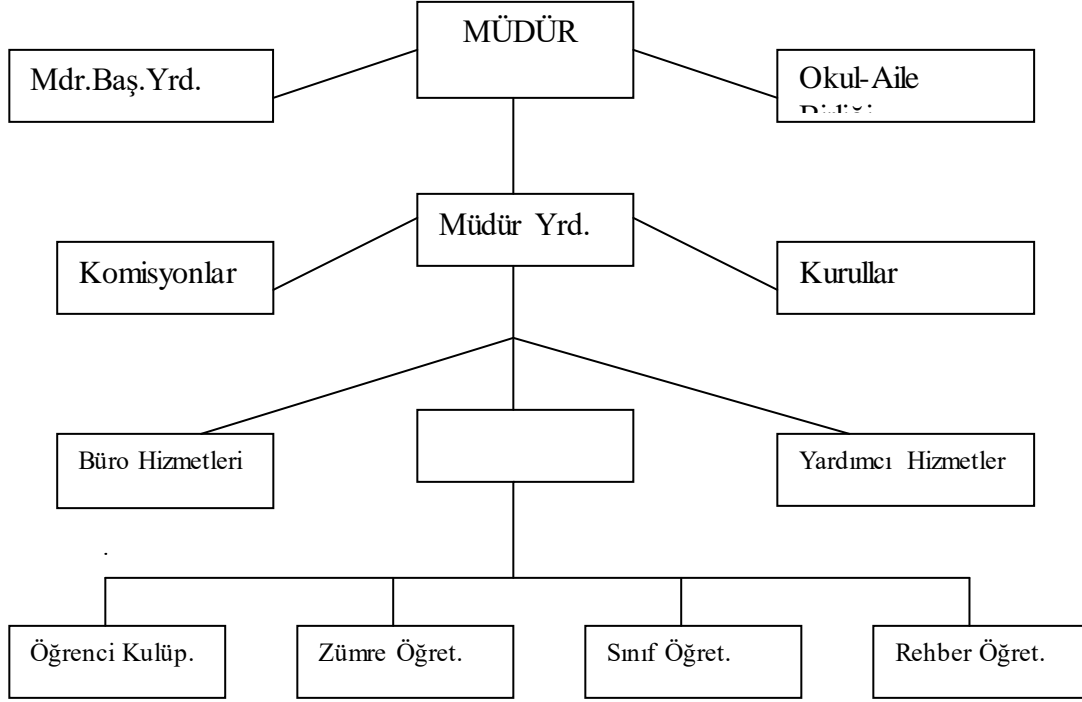 MÜDÜR
Mdr.Baş.Yrd.
Okul-Aile
Müdür Yrd.
Komisyonlar
Kurullar
Büro Hizmetleri
Yardımcı Hizmetler
.
Öğrenci Kulüp.
Zümre Öğret.
Sınıf Öğret.
Rehber Öğret.